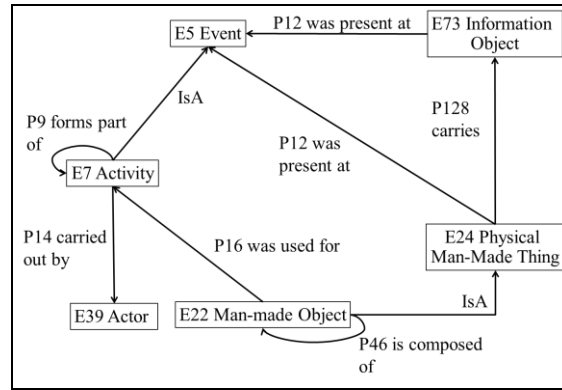 P12 was present at
E5 Event
E73 Information
Object
IsA
P128
carries
P9 forms part
of
P12 was
present at
E7 Activity
P14 carried
out by
P16 was used for
E24 Physical
Man-Made Thing
IsA
E39 Actor
E22 Man-made Object
P46 is composed
of